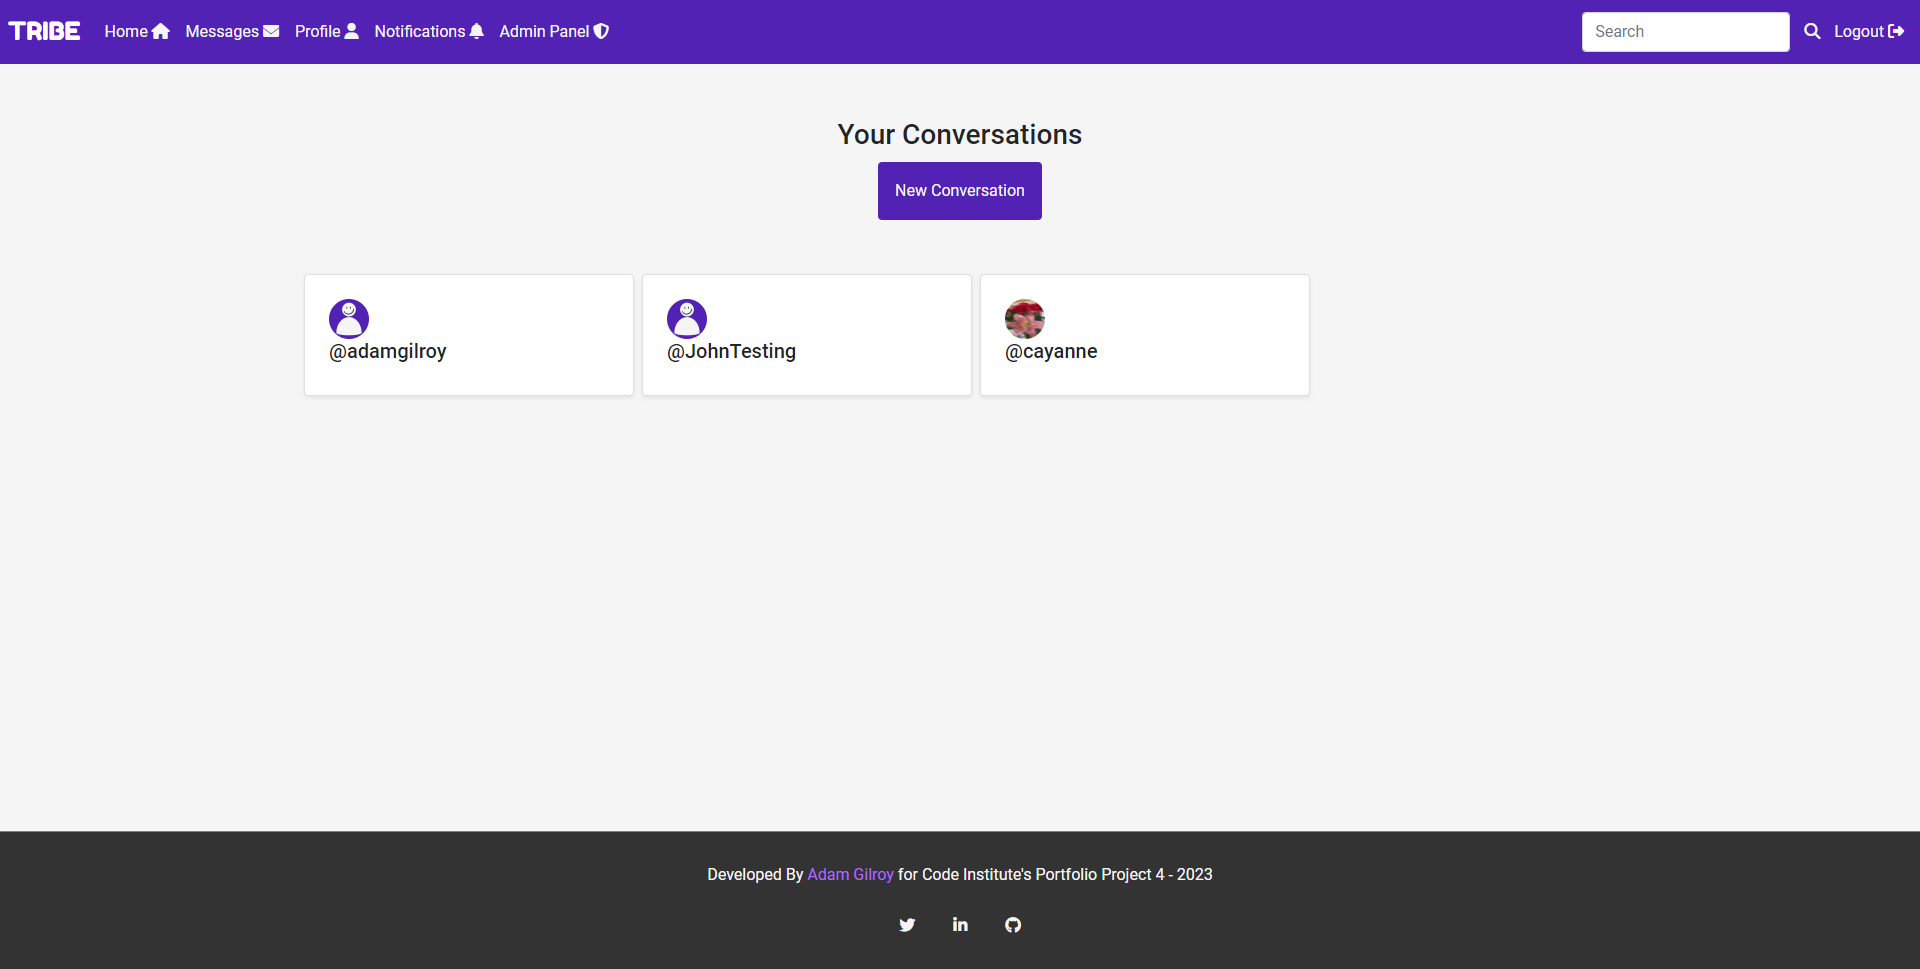 TRIBE Home Messages Profile Notifications Admin Panel Search Logout
Your Conversations
New Conversation
@adamgilroy @JohnTesting @cayanne
Developed By Adam Gilroy for Code Institute's Portfolio Project 4 - 2023